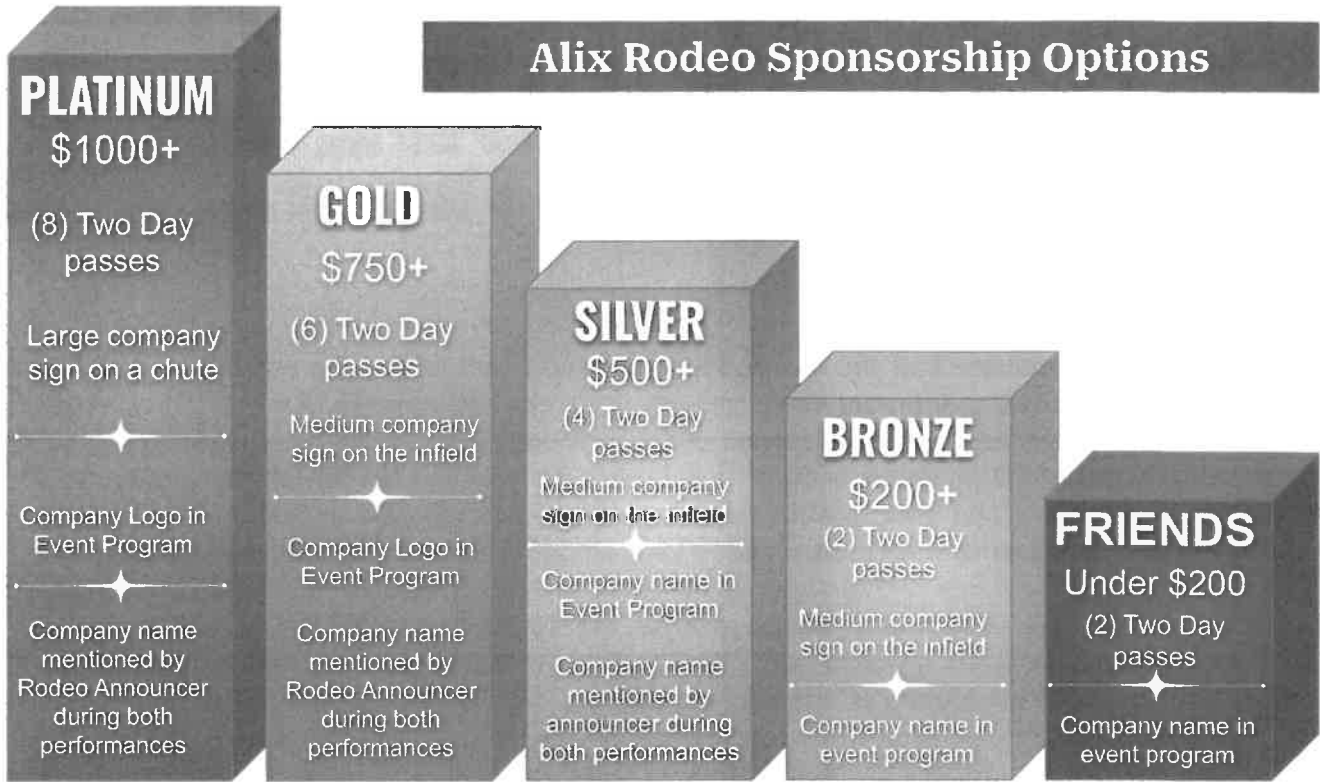 Alix Rodeo Sponsorship Options
PLATINUM
$1000+
(8) Two Day
passes
Large company
sign on a chute
Company Logo in
Event Program
Company name
mentioned by
Rodeo Announcer
during both
performances
GOLD
$750+
(6) Two Day
passes
Medium company
sign on the infield
Company Logo in
Event Program
Company name
mentioned by
Rodeo Announcer
during both
performances
SILVER
$500+
(4) Two Day
passes
Medium company
sign on the infield
Company name in
Event Program
Company name
mentioned by
announcer during
both performances
BRONZE
$200+
(2) Two Day
passes
Medium company
sign on the infield
Company name in
event program
FRIENDS
Under $200
(2) Two Day
passes
Company name in
event program